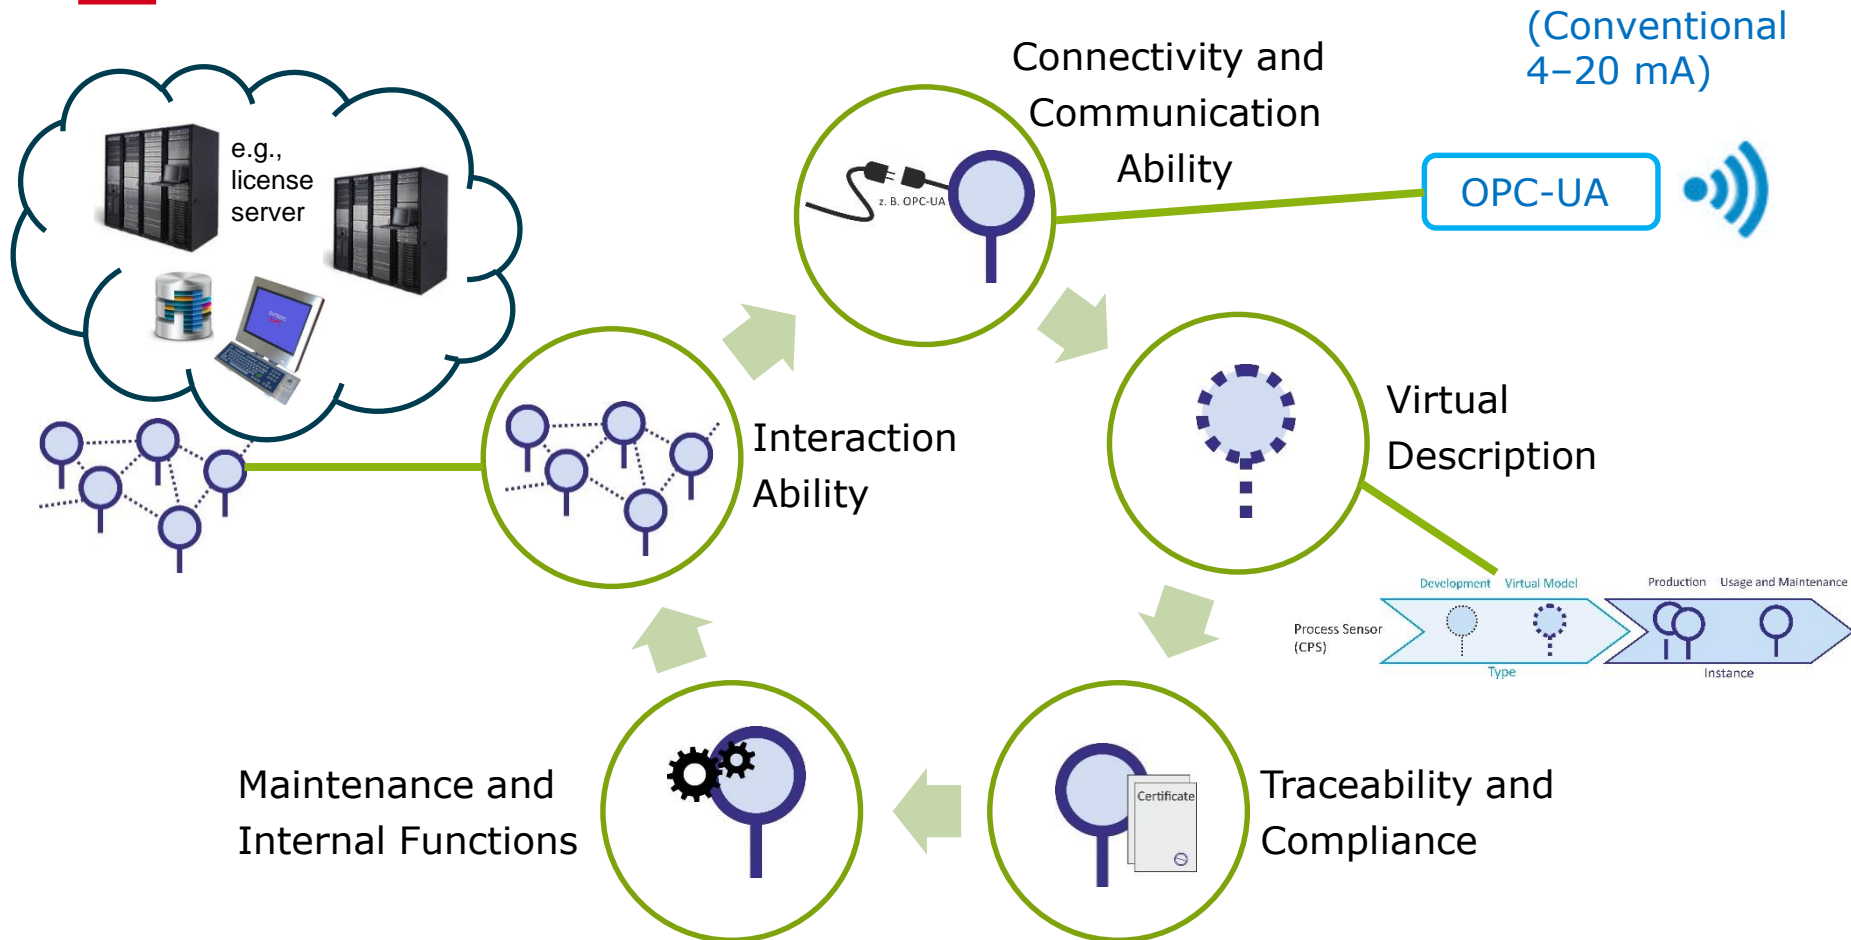 (Conventional
4–20 mA)
Connectivity and
Communication
Ability
e.g.,
license
server
z. B. OPC-UA
OPC-UA
Virtual
Description
Interaction
Ability
Development Virtual Model Production Usage and Maintenance
Process Sensor
(CPS)
Type Instance
Maintenance and
Internal Functions
Certificate
Traceability and
Compliance